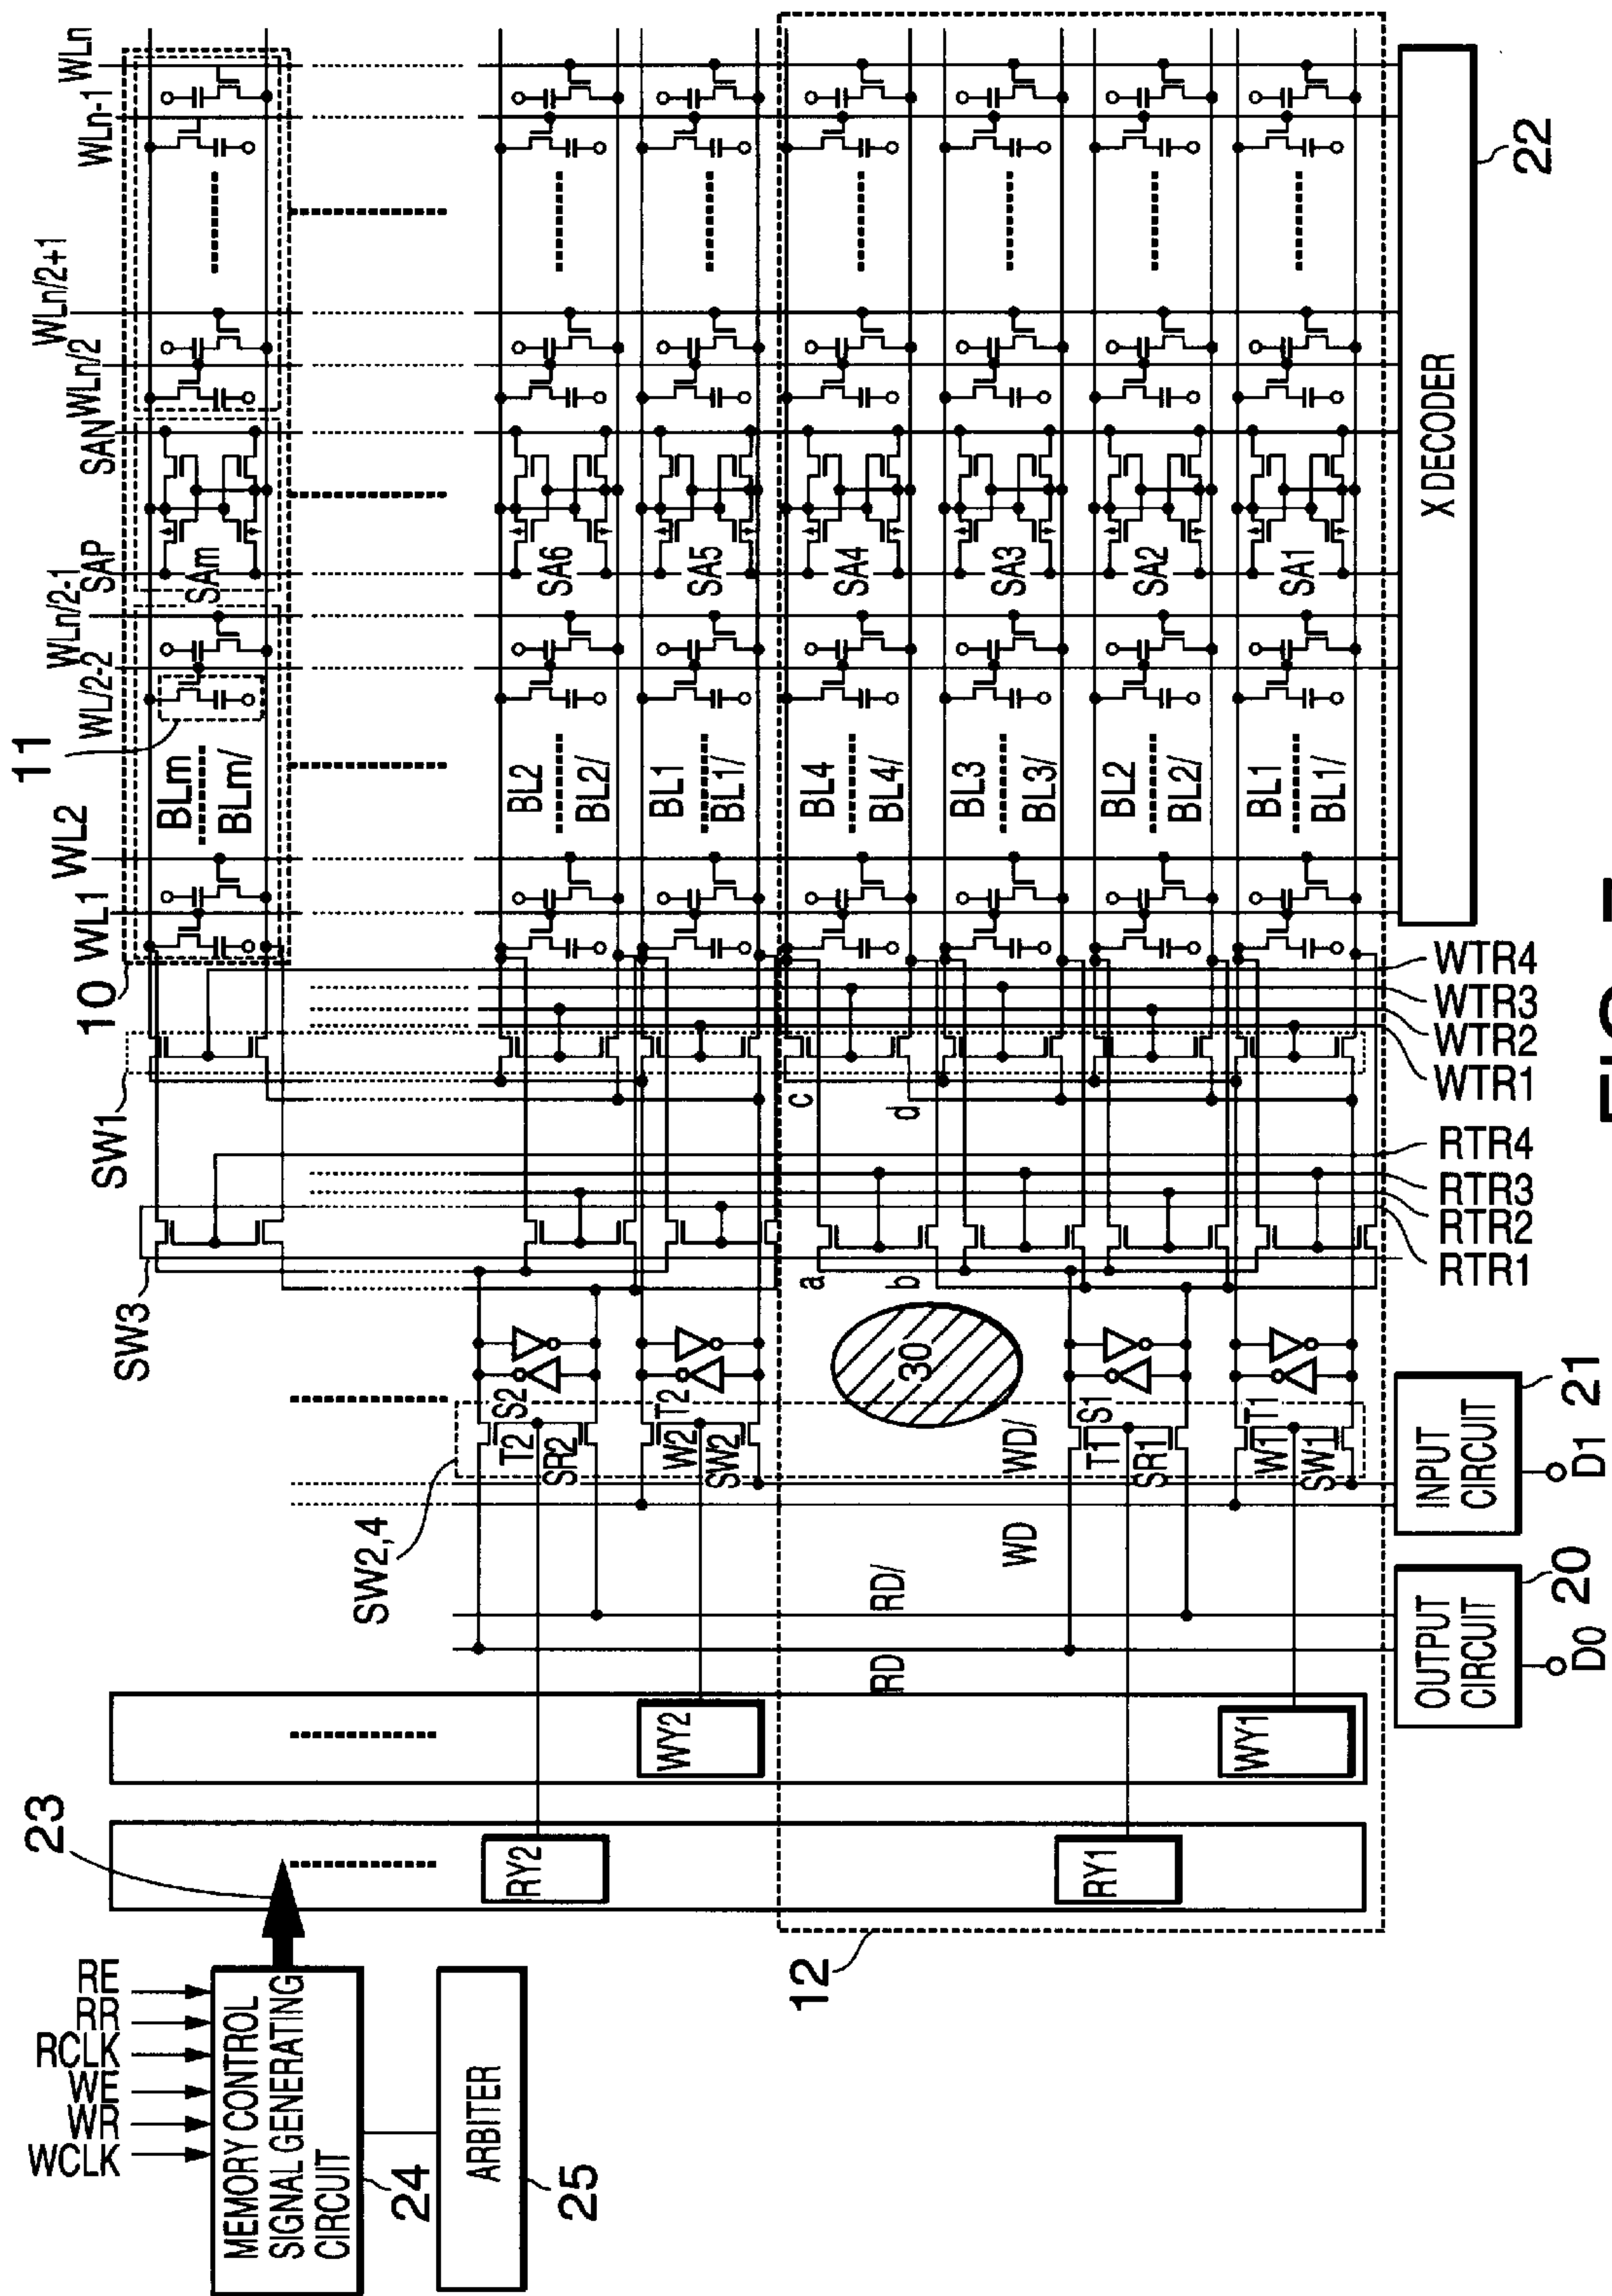 WCLK
WR
WE
RCLK
RR
RE
MEMORY CONTROL
SIGNAL GENERATING
CIRCUIT
24
ARBITER
25
23
12
RY2
RY1
WY2
WY1
RD
RD/
WD
WD/
OUTPUT
CIRCUIT
20
D0
INPUT
CIRCUIT
21
D1
SW2,4
T2
S2
SR2
W2
T2
SW2
T1
S1
SR1
W1
T1
SW1
30
SW3
a
b
c
d
RTR1
RTR2
RTR3
RTR4
SW1
WTR1
WTR2
WTR3
WTR4
10
WL1
WL2
11
WL/2-2
WLn/2-1
SAP
SAN
WLn/2
WLn/2+1
WLn-1
WLn
BLm
BLm/
SAm
BL2
BL2/
SA6
BL1
BL1/
SA5
BL4
BL4/
SA4
BL3
BL3/
SA3
BL2
BL2/
SA2
BL1
BL1/
SA1
X DECODER
22